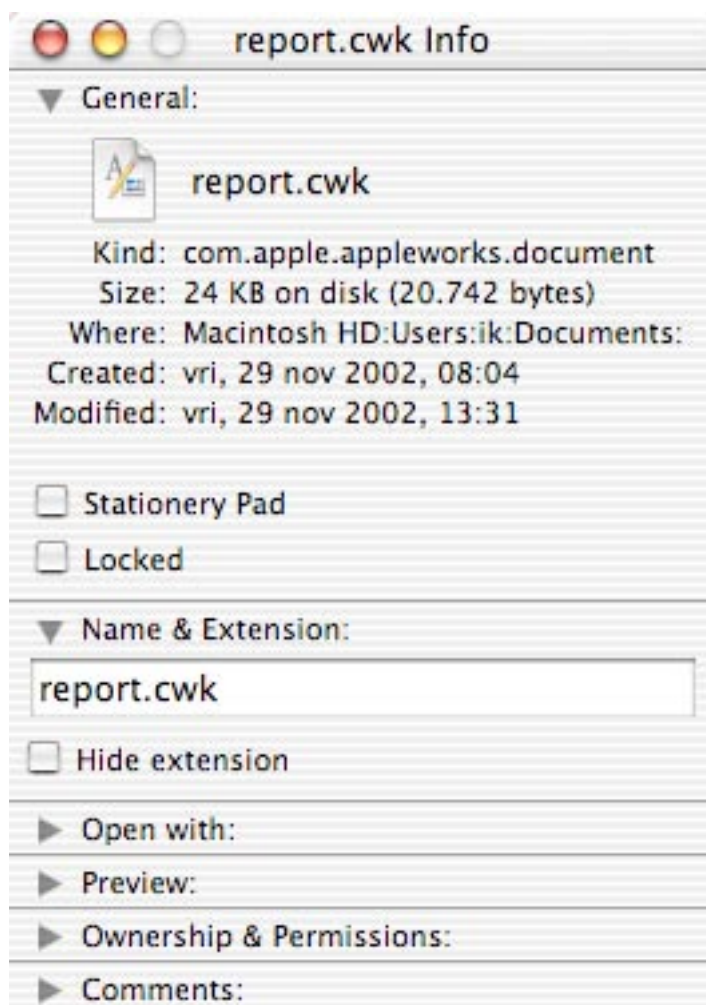 report.cwk Info
General:
report.cwk
Kind: com.apple.appleworks.document
Size: 24 KB on disk (20.742 bytes)
Where: Macintosh HD:Users:ik:Documents:
Created: vri, 29 nov 2002, 08:04
Modified: vri, 29 nov 2002, 13:31
Stationery Pad
Locked
Name & Extension:
report.cwk
Hide extension
Open with:
Preview:
Ownership & Permissions:
Comments: